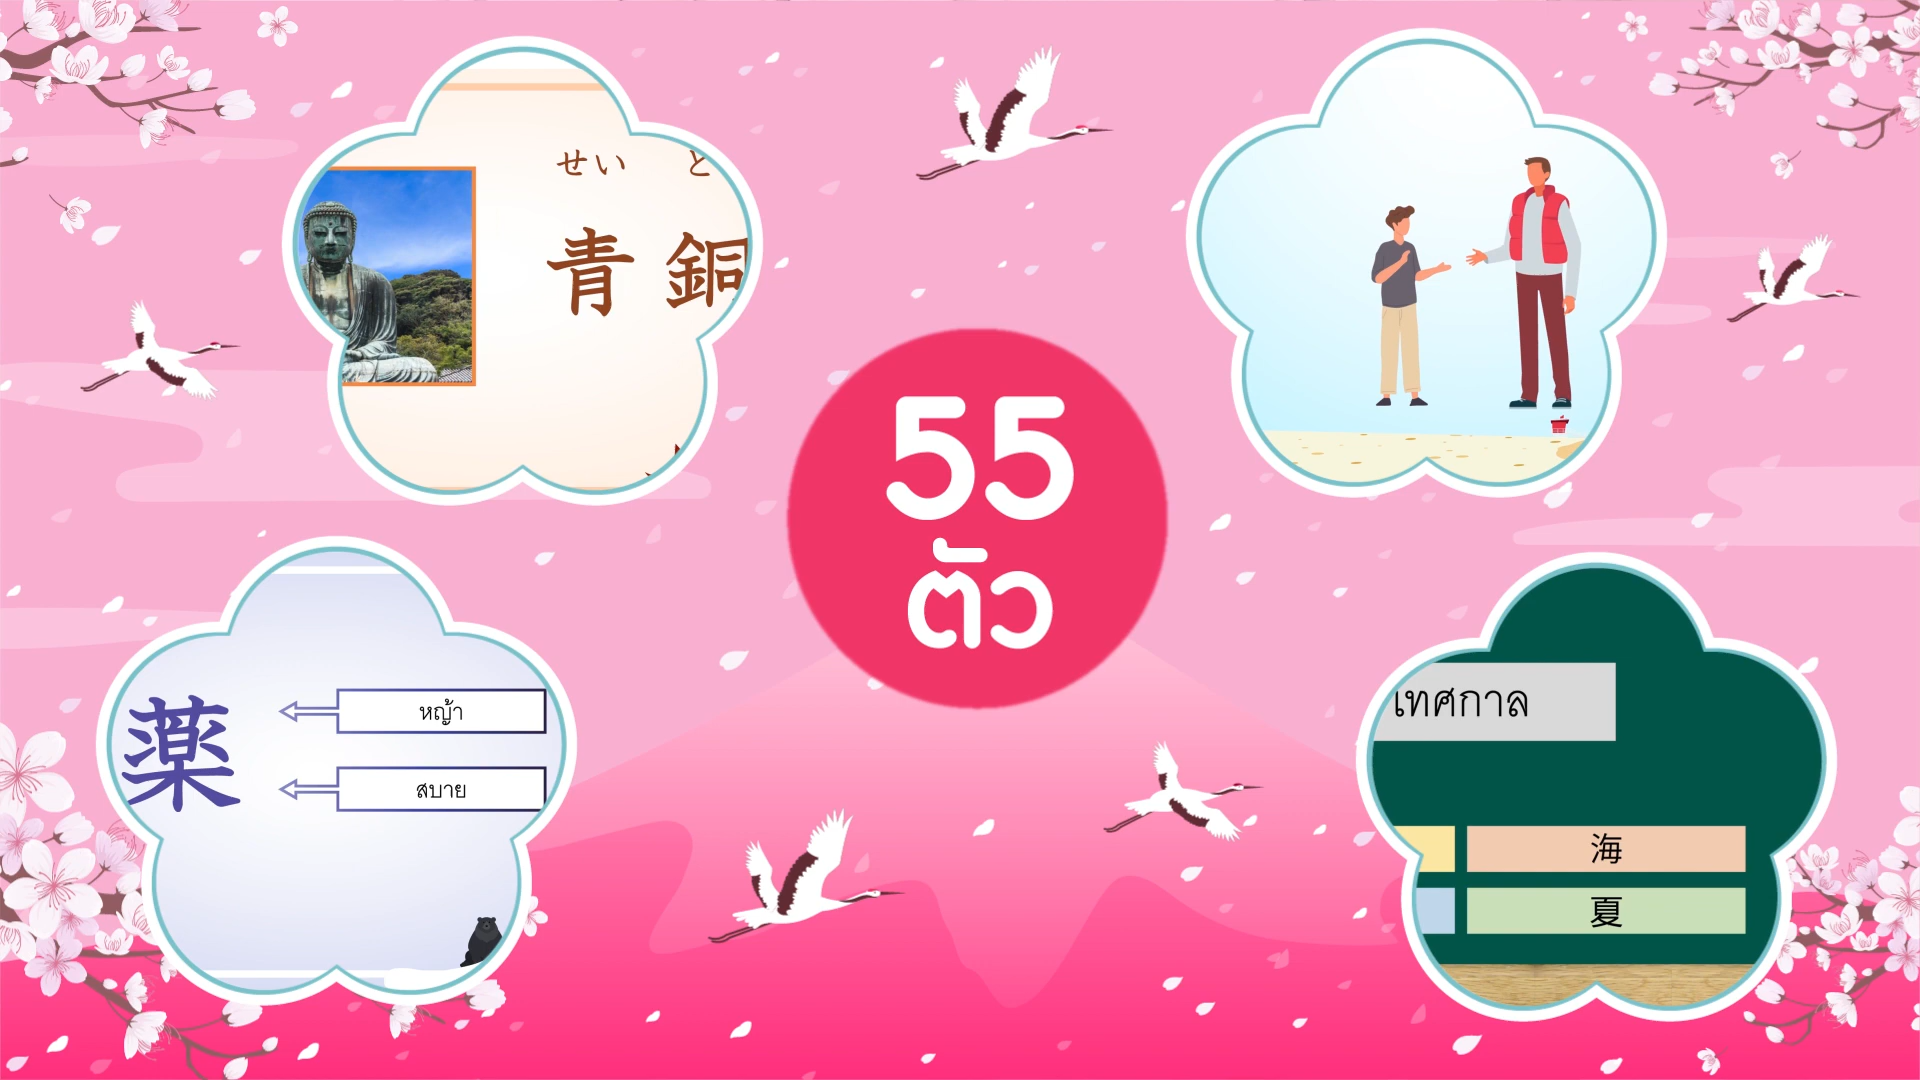 せい ど
青銅
55
ตัว
薬
หญ้า
สบาย
เทศกาล
海
夏